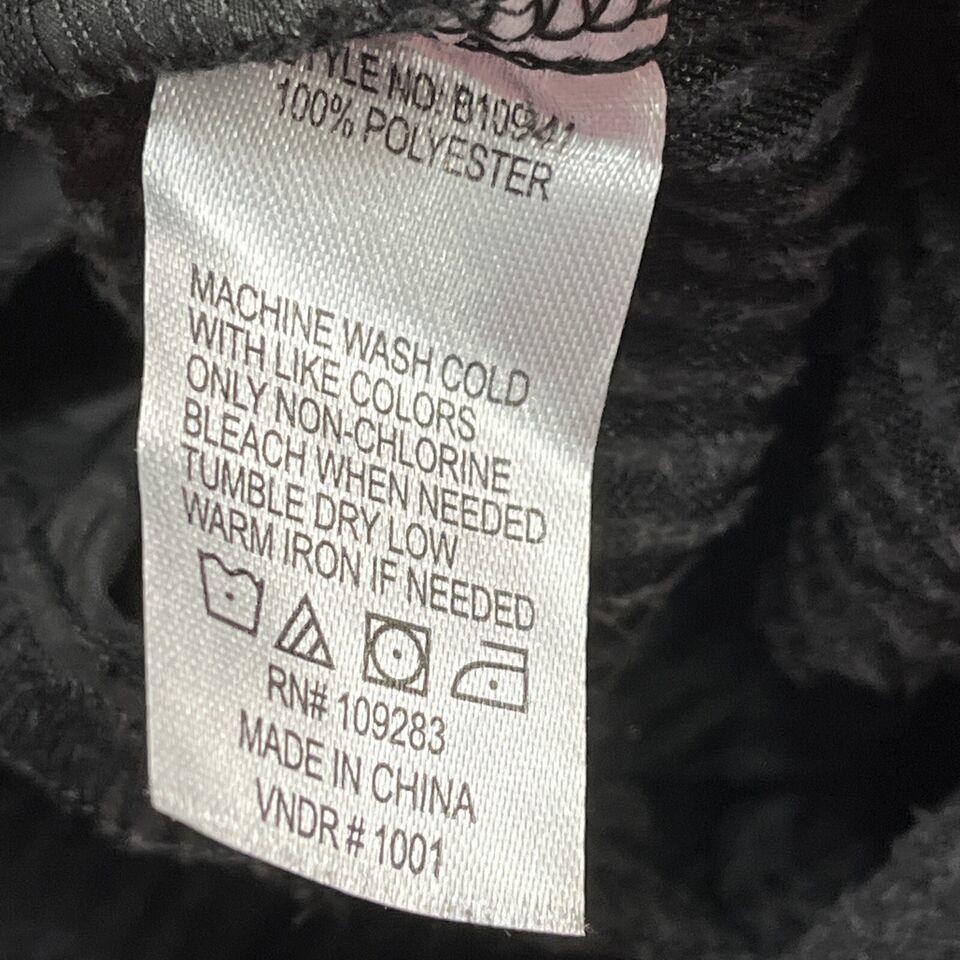 STYLE NO: B10941
100% POLYESTER
MACHINE WASH COLD
WITH LIKE COLORS
ONLY NON-CHLORINE
BLEACH WHEN NEEDED
TUMBLE DRY LOW
WARM IRON IF NEEDED
RN# 109283
MADE IN CHINA
VNDR # 1001